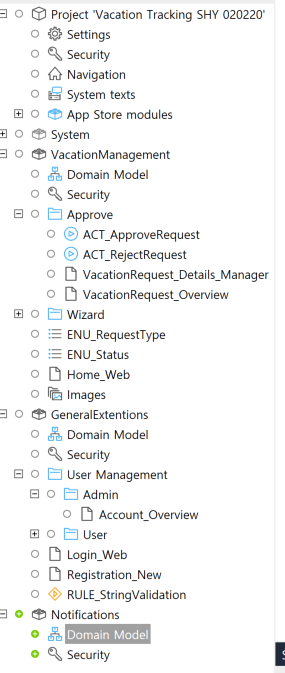 Project 'Vacation Tracking SHY 020220'
Settings
Security
Navigation
System texts
App Store modules
System
VacationManagement
Domain Model
Security
Approve
ACT_ApproveRequest
ACT_RejectRequest
VacationRequest_Details_Manager
VacationRequest_Overview
Wizard
ENU_RequestType
ENU_Status
Home_Web
Images
GeneralExtentions
Domain Model
Security
User Management
Admin
Account_Overview
User
Login_Web
Registration_New
RULE_StringValidation
Notifications
Domain Model
Security